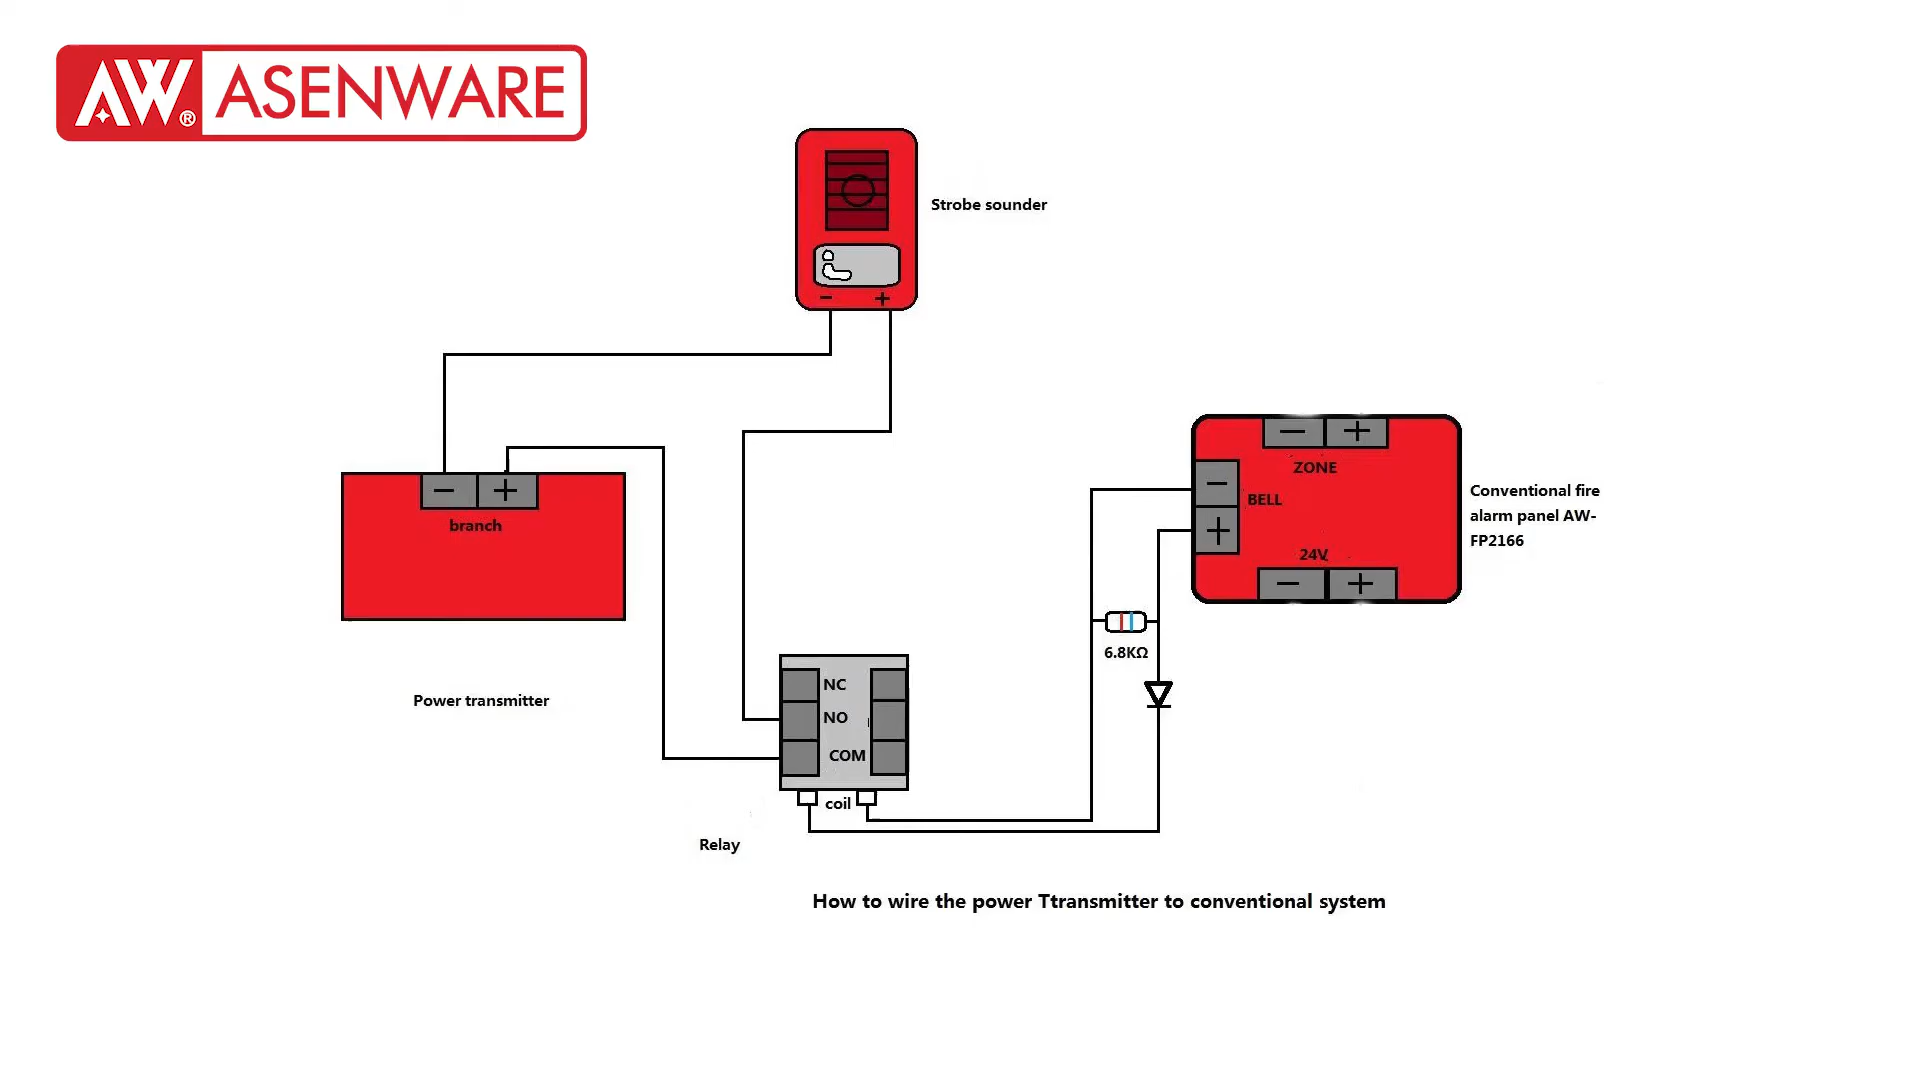 AW® ASENWARE
Strobe sounder
− +
− +
ZONE
− +
branch
−
BELL
+
24V
− +
Conventional fire
alarm panel AW-
FP2166
6.8KΩ
Power transmitter
NC
NO
COM
coil
Relay
How to wire the power Ttransmitter to conventional system